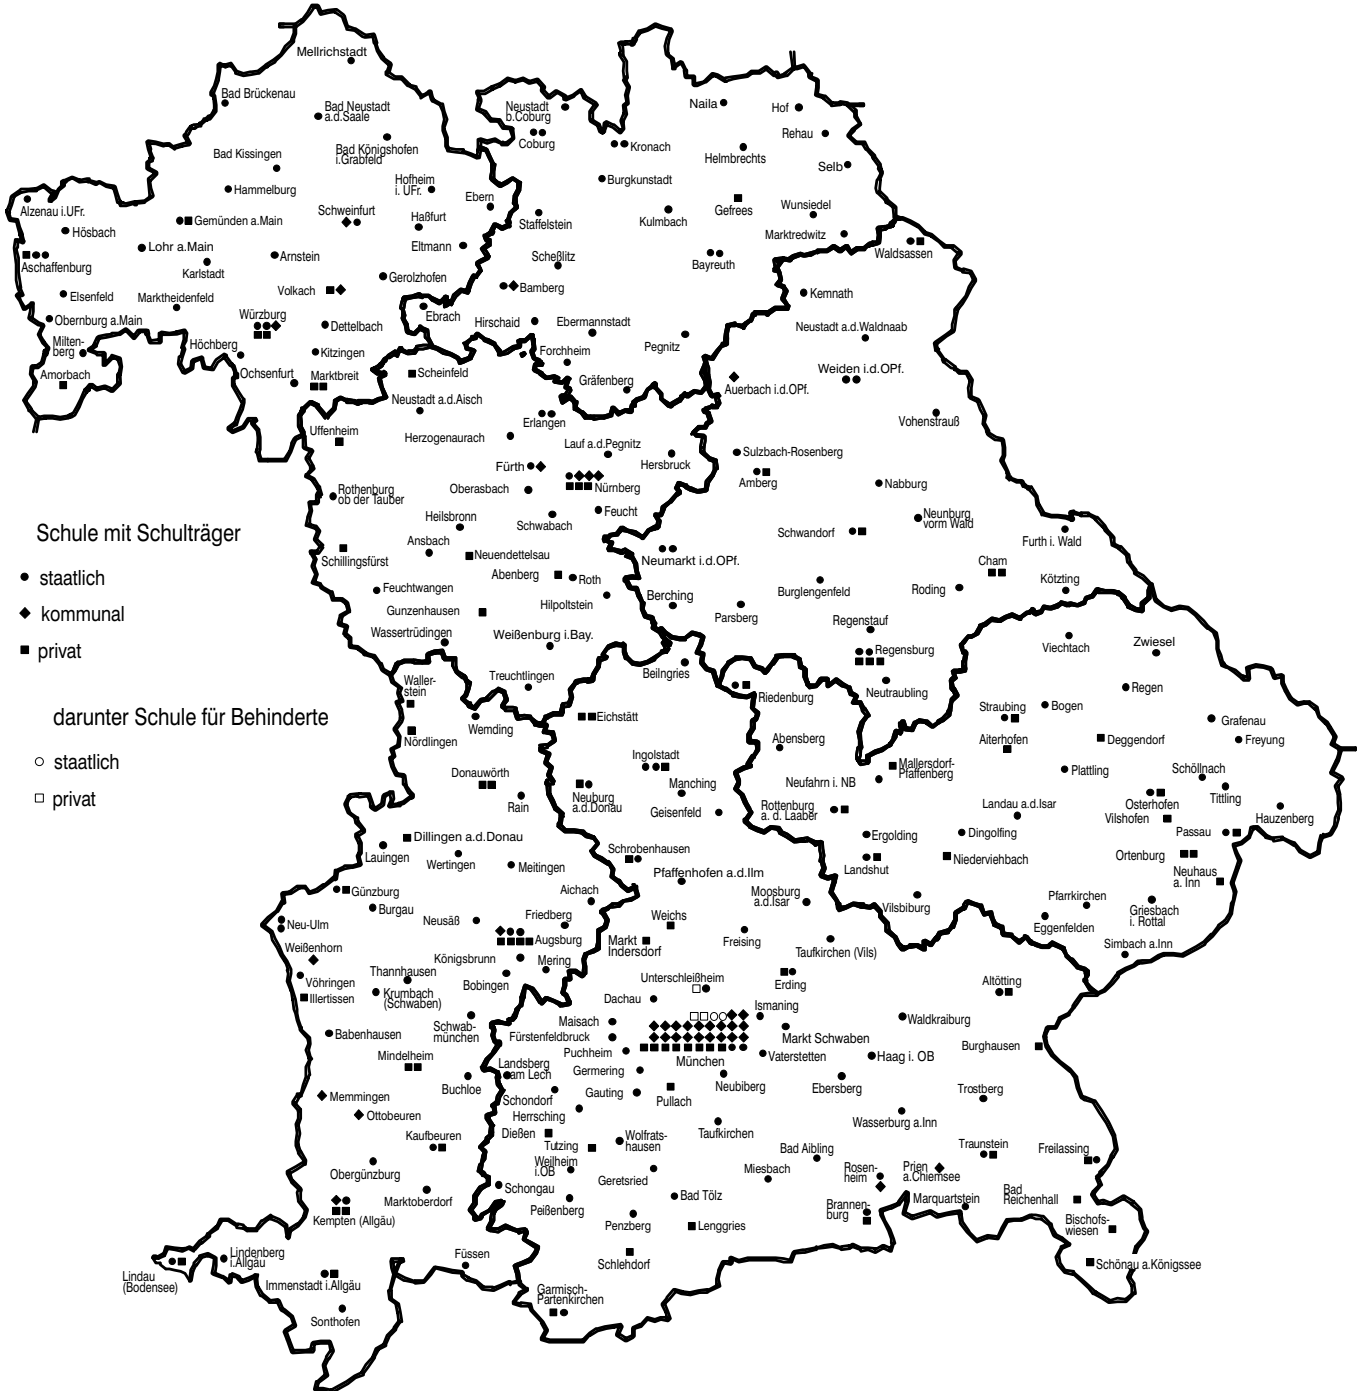 Mellrichstadt
Bad Brückenau
Bad Neustadt
a.d.Saale
Neustadt
b.Coburg
Naila
Hof
Rehau
Coburg
Kronach
Helmbrechts
Selb
Bad Königshofen
i.Grabfeld
Bad Kissingen
Hammelburg
Hofheim
i. UFr.
Ebern
Burgkunstadt
Alzenau i.UFr.
Gemünden a.Main
Schweinfurt
Haßfurt
Staffelstein
Kulmbach
Gefrees
Wunsiedel
Hösbach
Lohr a.Main
Eltmann
Marktredwitz
Waldsassen
Aschaffenburg
Karlstadt
Arnstein
Scheßlitz
Bayreuth
Gerolzhofen
Volkach
Bamberg
Elsenfeld
Marktheidenfeld
Kemnath
Obernburg a.Main
Würzburg
Dettelbach
Ebrach
Hirschaid
Ebermannstadt
Neustadt a.d.Waldnaab
Milten-
berg
Höchberg
Kitzingen
Forchheim
Pegnitz
Amorbach
Ochsenfurt
Marktbreit
Scheinfeld
Gräfenberg
Auerbach i.d.OPf.
Weiden i.d.OPf.
Neustadt a.d.Aisch
Uffenheim
Erlangen
Vohenstrauß
Herzogenaurach
Lauf a.d.Pegnitz
Hersbruck
Sulzbach-Rosenberg
Fürth
Amberg
Nabburg
Rothenburg
ob der Tauber
Oberasbach
Nürnberg
Feucht
Heilsbronn
Schwabach
Neunburg
vorm Wald
Schwandorf
Furth i. Wald
Schule mit Schulträger
staatlich
kommunal
privat
Ansbach
Schillingsfürst
Neuendettelsau
Neumarkt i.d.OPf.
Abenberg
Roth
Cham
Kötzting
Feuchtwangen
Hilpoltstein
Berching
Burglengenfeld
Roding
Gunzenhausen
Parsberg
Regenstauf
Wassertrüdingen
Weißenburg i.Bay.
Regensburg
Viechtach
Zwiesel
darunter Schule für Behinderte
staatlich
privat
Waller-
stein
Treuchtlingen
Beilngries
Riedenburg
Neutraubling
Regen
Nördlingen
Wemding
Eichstätt
Straubing
Bogen
Grafenau
Abensberg
Aiterhofen
Deggendorf
Freyung
Donauwörth
Ingolstadt
Mallersdorf-
Pfaffenberg
Plattling
Schöllnach
Rain
Neuburg
a.d.Donau
Manching
Neufahrn i. NB
Tittling
Geisenfeld
Rottenburg
a. d. Laaber
Landau a.d.Isar
Osterhofen
Vilshofen
Hauzenberg
Dillingen a.d.Donau
Ergolding
Dingolfing
Passau
Lauingen
Wertingen
Schrobenhausen
Landshut
Niederviehbach
Ortenburg
Meitingen
Pfaffenhofen a.d.Ilm
Neuhaus
a. Inn
Günzburg
Aichach
Moosburg
a.d.Isar
Vilsbiburg
Pfarrkirchen
Burgau
Neusäß
Friedberg
Weichs
Griesbach
i. Rottal
Neu-Ulm
Augsburg
Markt
Indersdorf
Freising
Eggenfelden
Weißenhorn
Taufkirchen (Vils)
Simbach a.Inn
Königsbrunn
Mering
Vöhringen
Thannhausen
Bobingen
Unterschleißheim
Erding
Altötting
Illertissen
Krumbach
(Schwaben)
Dachau
Ismaning
Babenhausen
Schwab-
münchen
Maisach
Waldkraiburg
Fürstenfeldbruck
Markt Schwaben
Mindelheim
Puchheim
München
Vaterstetten
Haag i. OB
Burghausen
Landsberg
am Lech
Germering
Buchloe
Neubiberg
Ebersberg
Trostberg
Memmingen
Schondorf
Gauting
Pullach
Ottobeuren
Herrsching
Wasserburg a.Inn
Kaufbeuren
Dießen
Tutzing
Wolfrats-
hausen
Taufkirchen
Bad Aibling
Traunstein
Freilassing
Obergünzburg
Weilheim
i.OB
Geretsried
Miesbach
Rosen-
heim
Prien
a.Chiemsee
Marktoberdorf
Schongau
Peißenberg
Bad Tölz
Marquartstein
Bad
Reichenhall
Kempten (Allgäu)
Penzberg
Lenggries
Brannen-
burg
Bischofs-
wiesen
Lindenberg
i.Allgäu
Füssen
Schlehdorf
Schönau a.Königssee
Lindau
(Bodensee)
Immenstadt i.Allgäu
Garmisch-
Partenkirchen
Sonthofen